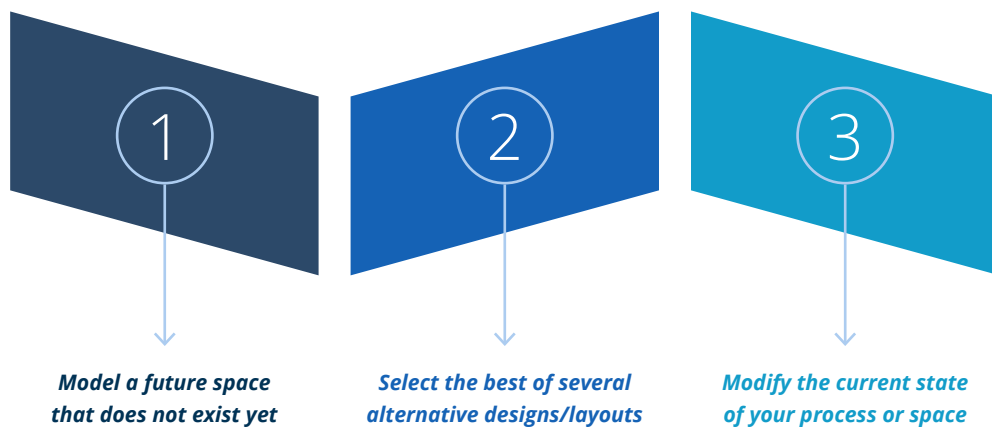 1
2
3
Model a future space
that does not exist yet
Select the best of several
alternative designs/layouts
Modify the current state
of your process or space